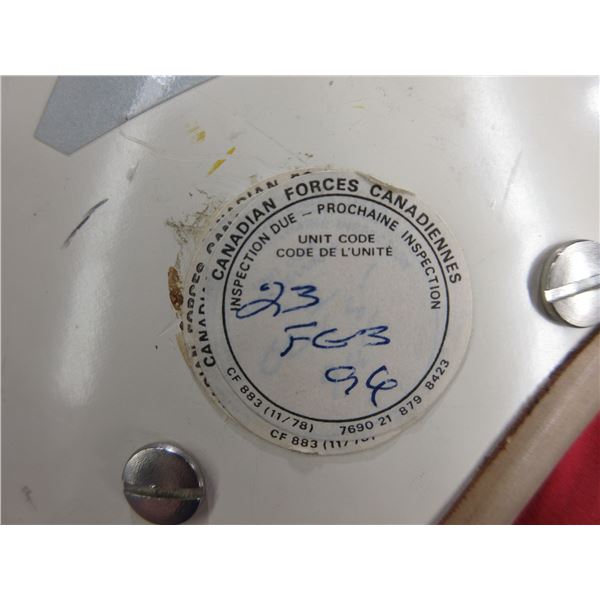 CANADIAN FORCES CANADIENNES
INSPECTION DUE – PROCHAINE INSPECTION
UNIT CODE
CODE DE L'UNITÉ
23
FEB
96
CF 883 (11/78) 7690 21 879 8423
CF 883 (11/78)